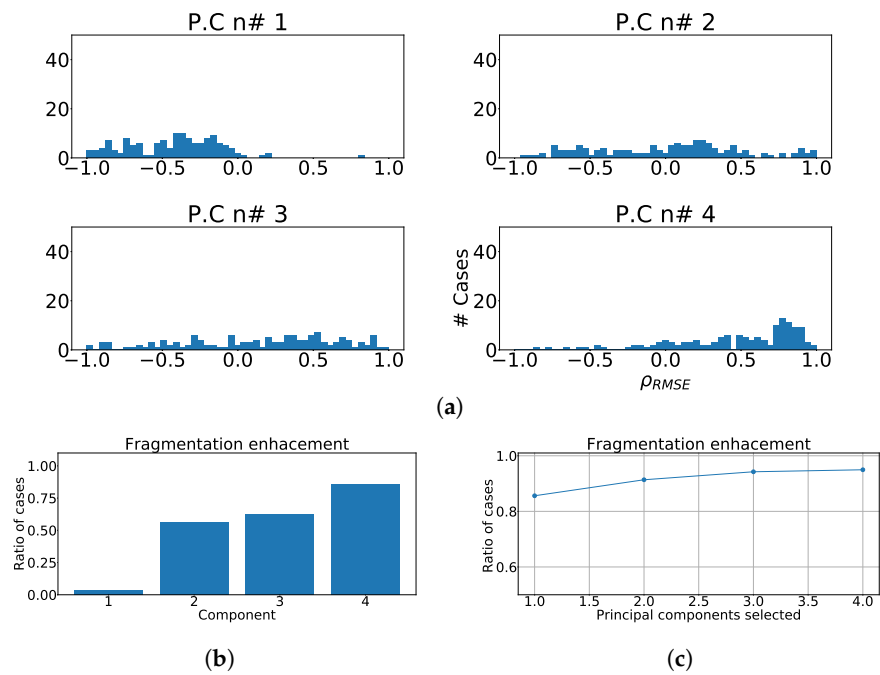 P.C n# 1
40
20
0
−1.0 −0.5 0.0 0.5 1.0
P.C n# 2
40
20
0
−1.0 −0.5 0.0 0.5 1.0
P.C n# 3
40
20
0
−1.0 −0.5 0.0 0.5 1.0
P.C n# 4
# Cases
40
20
0
−1.0 −0.5 0.0 0.5 1.0
ρRMSE
(a)
Fragmentation enhacement
Ratio of cases
1.00
0.75
0.50
0.25
0.00
1 2 3 4
Component
(b)
Fragmentation enhacement
Ratio of cases
1.0
0.8
0.6
1.0 1.5 2.0 2.5 3.0 3.5 4.0
Principal components selected
(c)